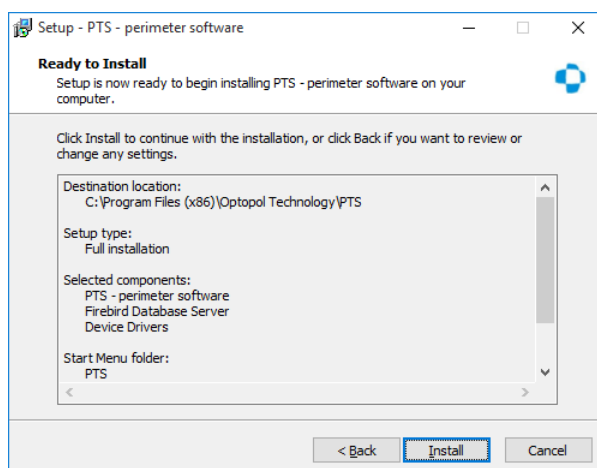 Setup - PTS - perimeter software
Ready to Install
Setup is now ready to begin installing PTS - perimeter software on your
computer.
Click Install to continue with the installation, or click Back if you want to review or
change any settings.
Destination location:
C:\Program Files (x86)\Optopol Technology\PTS
Setup type:
Full installation
Selected components:
PTS - perimeter software
Firebird Database Server
Device Drivers
Start Menu folder:
PTS
< Back
Install
Cancel